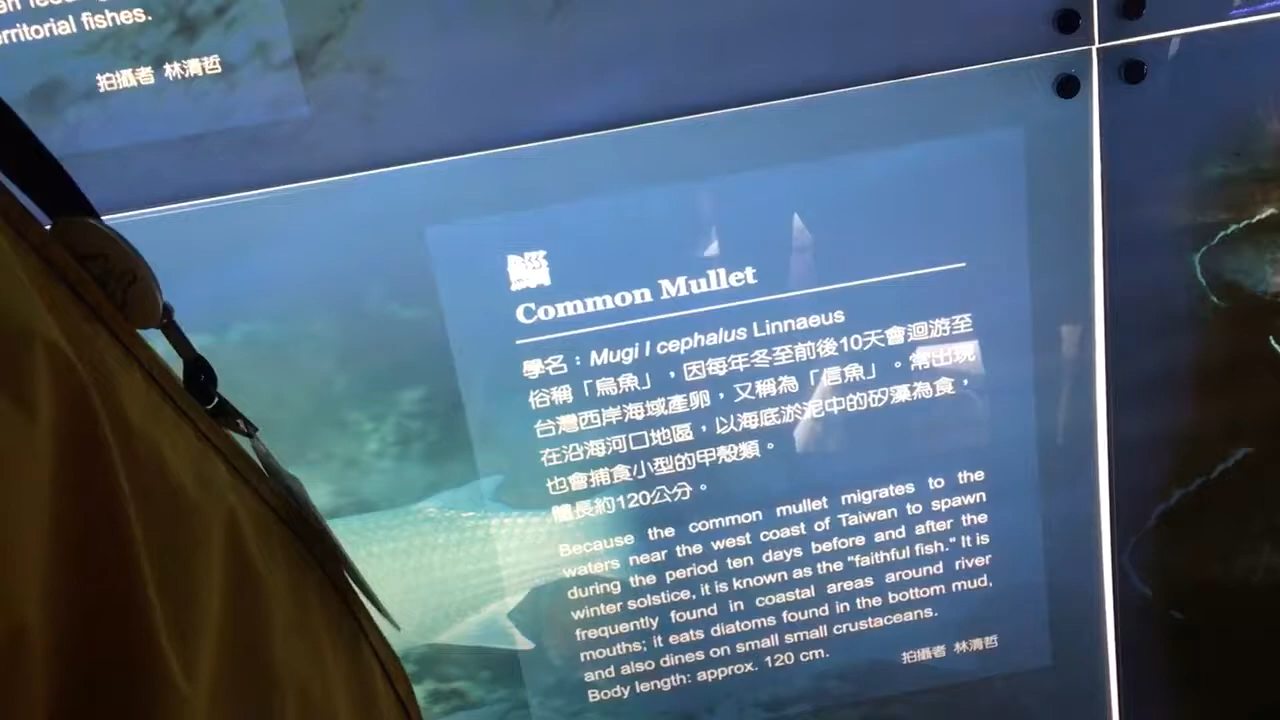 territorial fishes.
拍攝者 林清哲
鯔
Common Mullet
學名：Mugi l cephalus Linnaeus
俗稱「烏魚」，因每年冬至前後10天會迴游至
台灣西岸海域產卵，又稱為「信魚」。常出現
在沿海河口地區，以海底淤泥中的矽藻為食，
也會捕食小型的甲殼類。
體長約120公分。
Because the common mullet migrates to the
waters near the west coast of Taiwan to spawn
during the period ten days before and after the
winter solstice, it is known as the "faithful fish." It is
frequently found in coastal areas around river
mouths; it eats diatoms found in the bottom mud,
and also dines on small small crustaceans.
Body length: approx. 120 cm.
拍攝者 林清哲